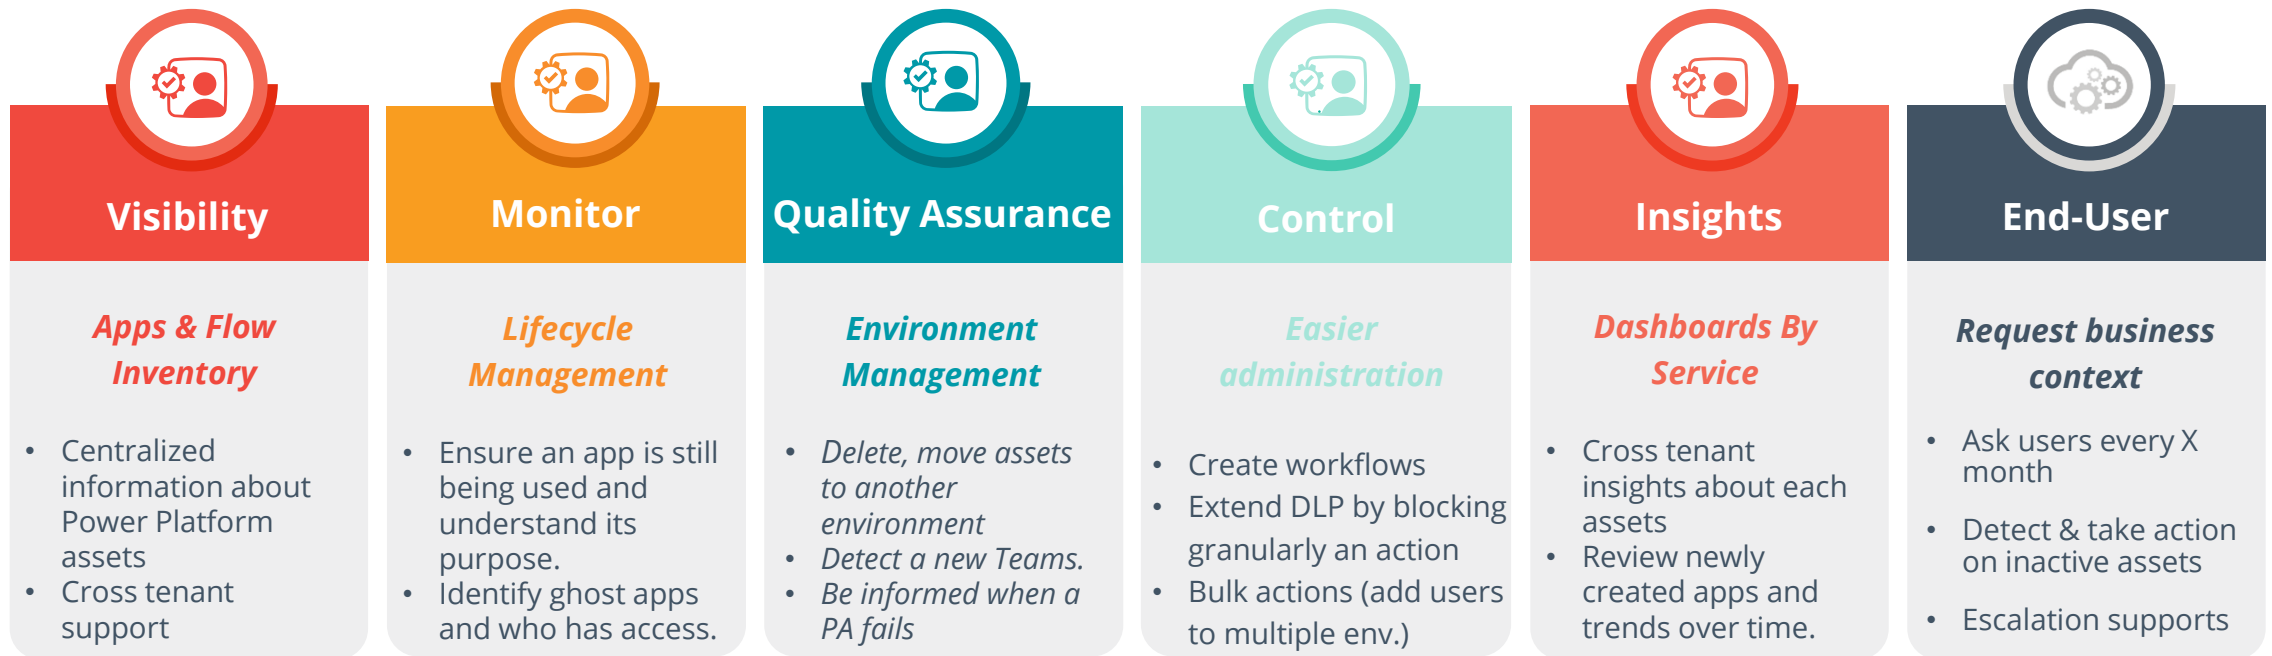 Visibility
Apps & Flow
Inventory
• Centralized
information about
Power Platform
assets
• Cross tenant
support
Monitor
Lifecycle
Management
• Ensure an app is still
being used and
understand its
purpose.
• Identify ghost apps
and who has access.
Quality Assurance
Environment
Management
• Delete, move assets
to another
environment
• Detect a new Teams.
• Be informed when a
PA fails
Control
Easier
administration
• Create workflows
• Extend DLP by blocking
granularly an action
• Bulk actions (add users
to multiple env.)
Insights
Dashboards By
Service
• Cross tenant
insights about each
assets
• Review newly
created apps and
trends over time.
End-User
Request business
context
• Ask users every X
month
• Detect & take action
on inactive assets
• Escalation supports